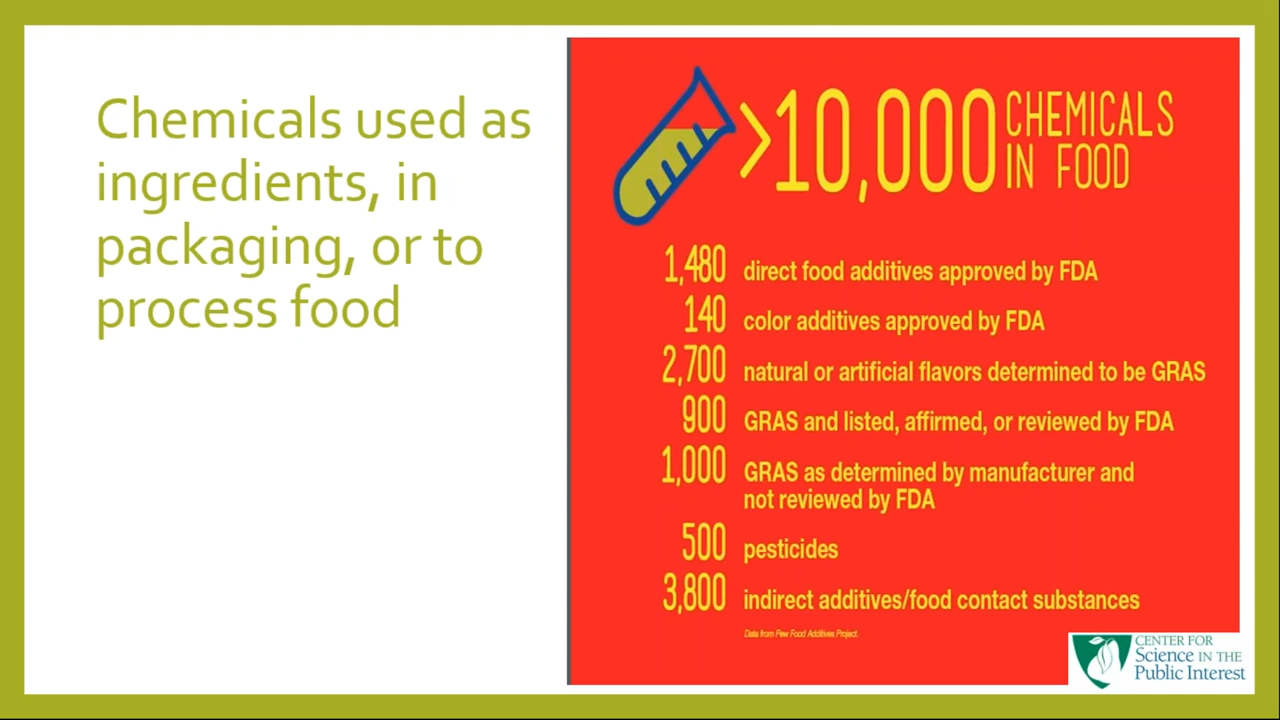 Chemicals used as
ingredients, in
packaging, or to
process food
>10,000 CHEMICALS
IN FOOD
1,480 direct food additives approved by FDA
140 color additives approved by FDA
2,700 natural or artificial flavors determined to be GRAS
900 GRAS and listed, affirmed, or reviewed by FDA
1,000 GRAS as determined by manufacturer and
not reviewed by FDA
500 pesticides
3,800 indirect additives/food contact substances
Data from Pew Food Additives Project.
CENTER FOR
Science IN THE
Public Interest